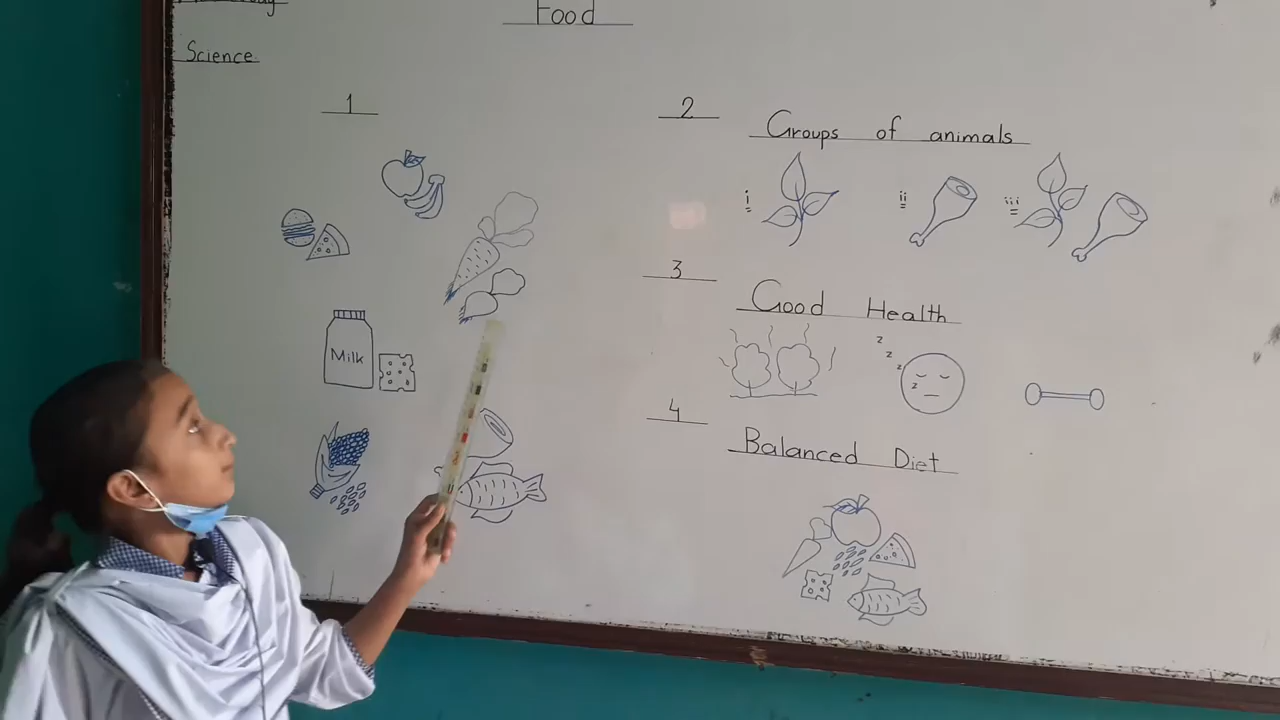 Food
Science
1
Milk
2
Groups of animals
i
ii
iii
3
Good Health
z
z
z
z
4
Balanced Diet